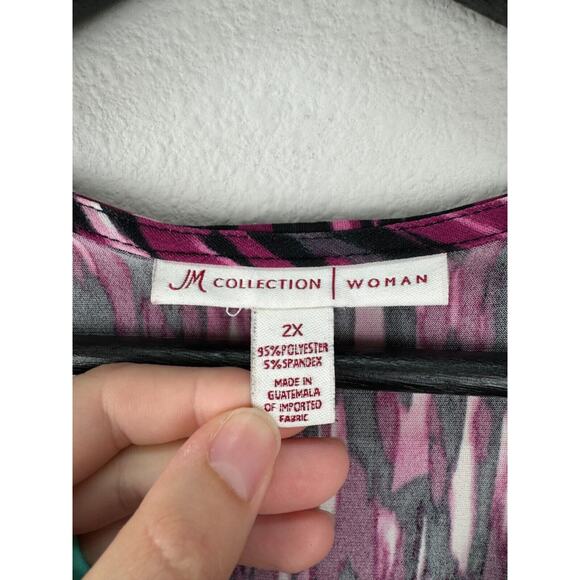 JM COLLECTION | WOMAN
2X
95% POLYESTER
5% SPANDEX
MADE IN
GUATEMALA
OF IMPORTED
FABRIC